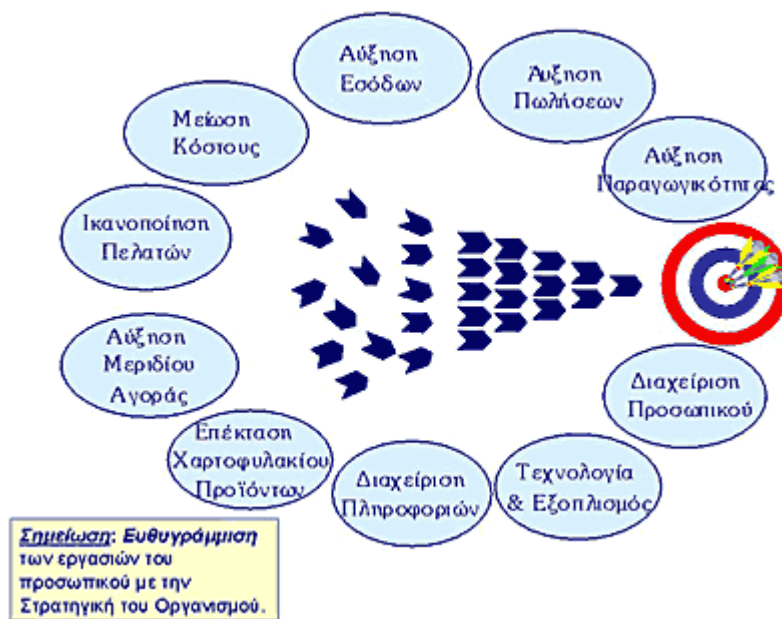 Αύξηση
Εσόδων
Άυξηση
Πωλήσεων
Μείωση
Κόστους
Αύξηση
Παραγωγικότητας
Ικανοποίηση
Πελατών
Αύξηση
Μεριδίου
Αγοράς
Διαχείριση
Προσωπικού
Επέκταση
Χαρτοφυλακίου
Προϊόντων
Διαχείριση
Πληροφοριών
Τεχνολογία
& Εξοπλισμός
Σημείωση: Ευθυγράμμιση
των εργασιών του
προσωπικού με την
Στρατηγική του Οργανισμού.